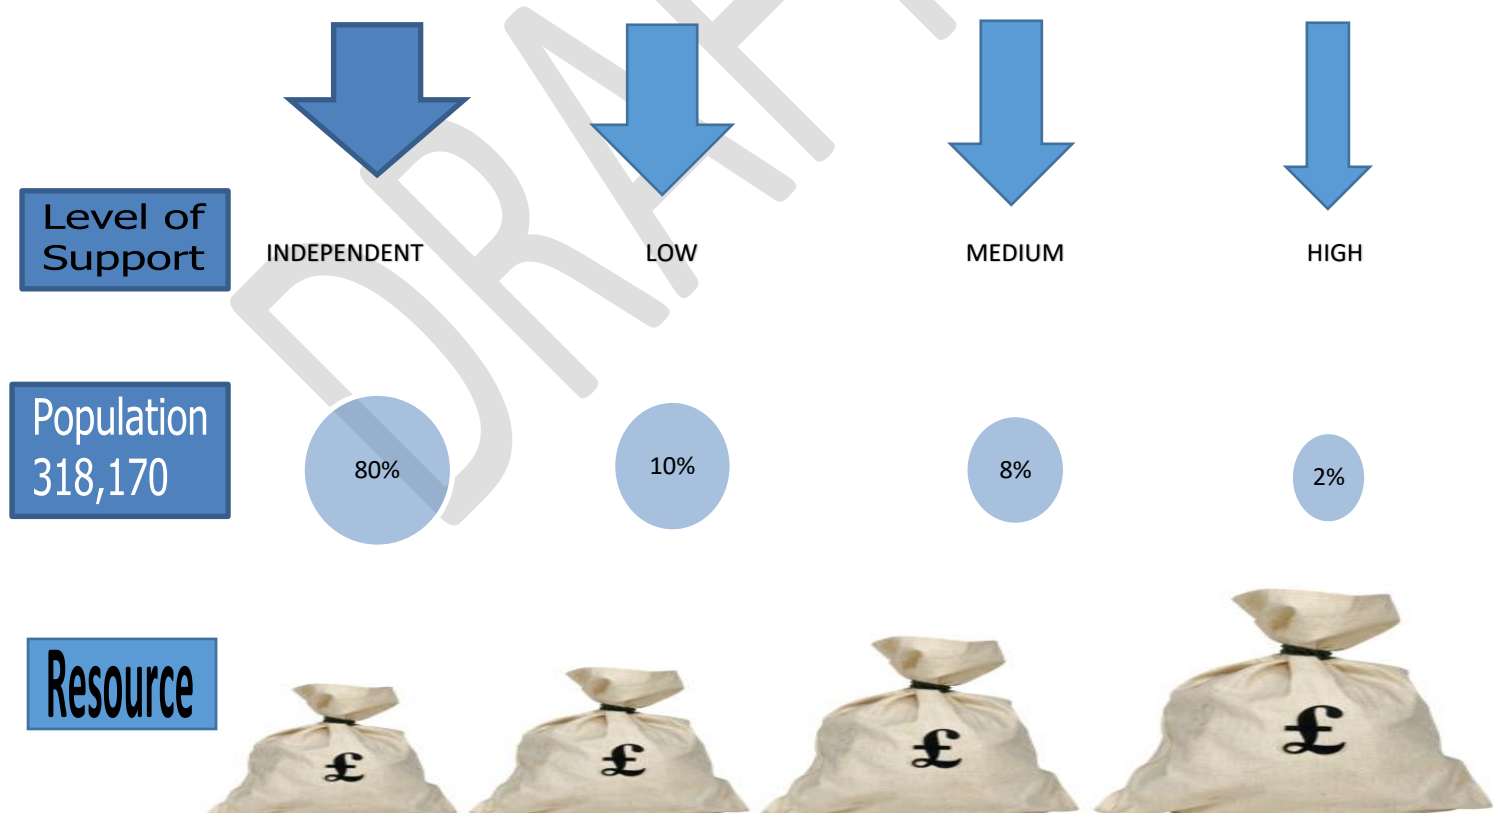 DRAFT
Level of
Support
INDEPENDENT
LOW
MEDIUM
HIGH
Population
318,170
80%
10%
8%
2%
Resource
£
£
£
£